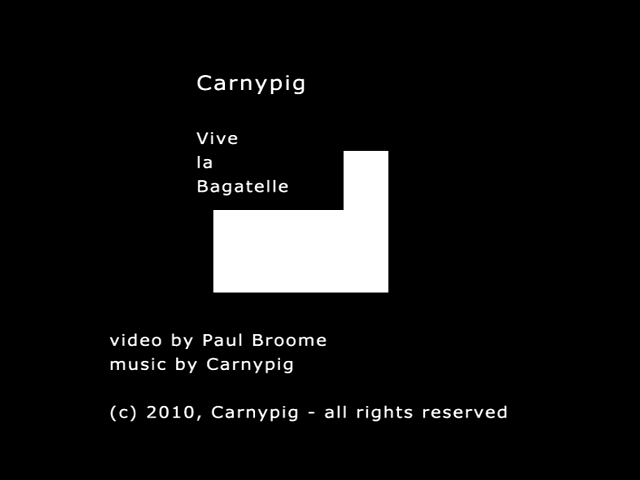 Carnypig
Vive
la
Bagatelle
video by Paul Broome
music by Carnypig
(c) 2010, Carnypig - all rights reserved